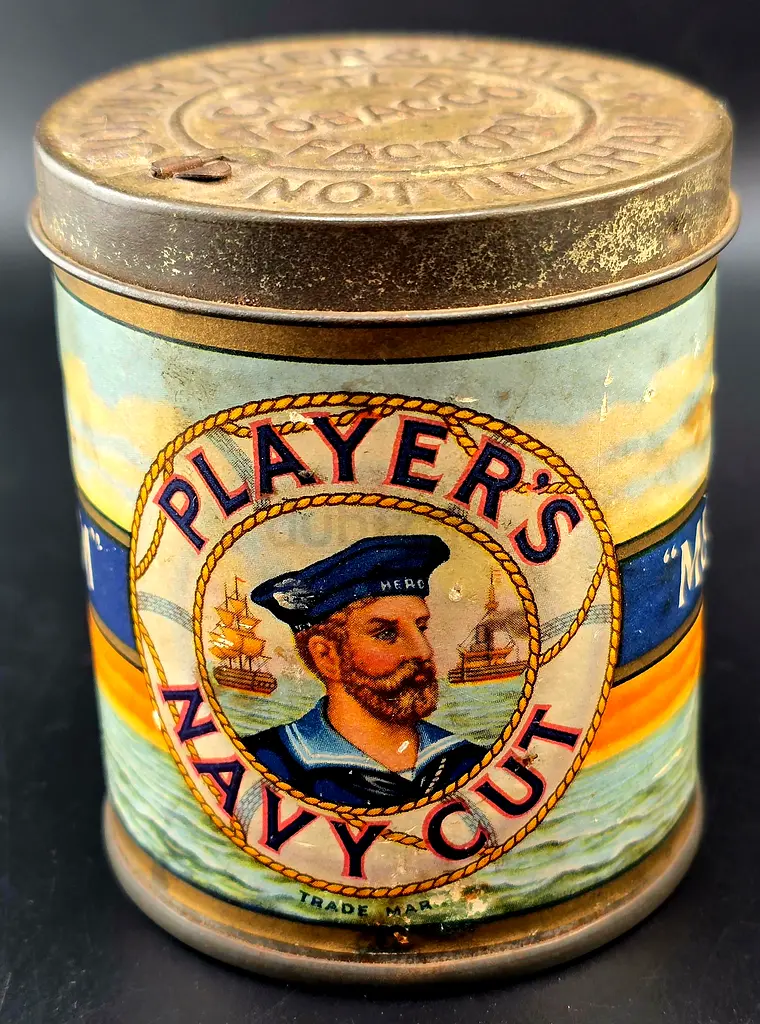 JOHN PLAYER & SONS
CASTLE
TOBACCO
FACTORY
NOTTINGHAM
PLAYER'S
HERO
NAVY CUT
TRADE MAR